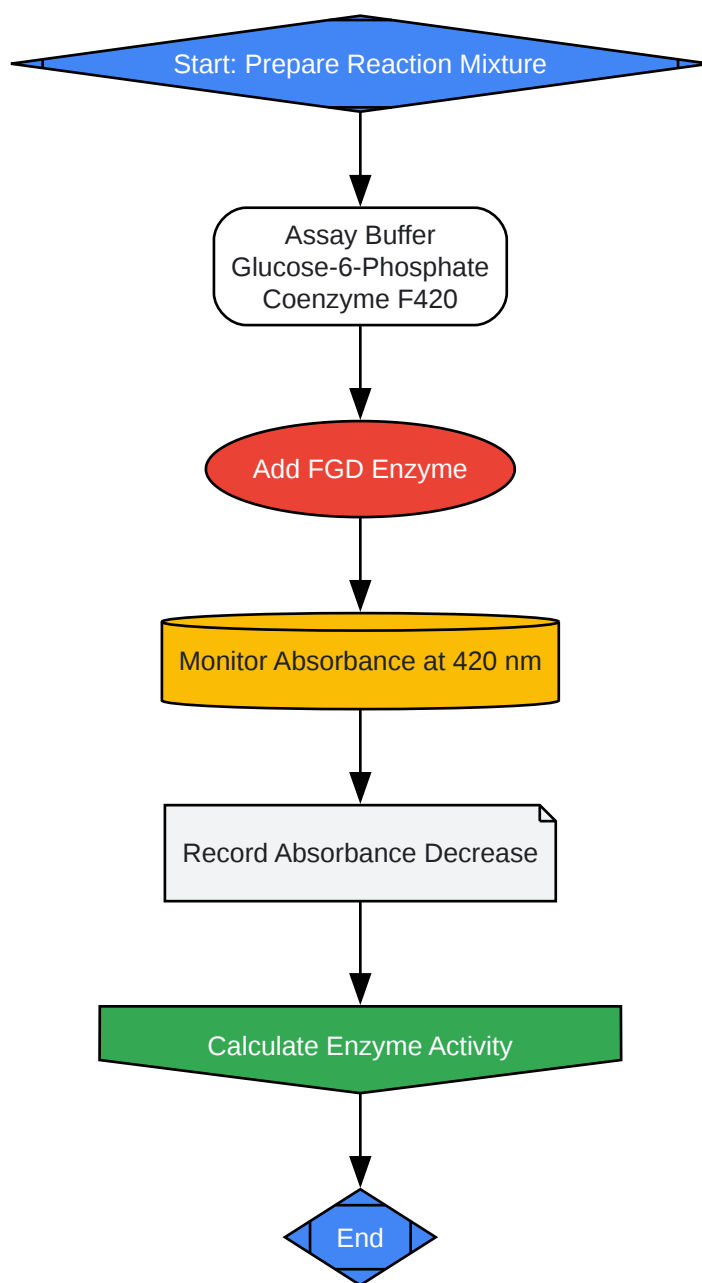 Start: Prepare Reaction Mixture
Assay Buffer
Glucose-6-Phosphate
Coenzyme F420
Add FGD Enzyme
Monitor Absorbance at 420 nm
Record Absorbance Decrease
Calculate Enzyme Activity
End